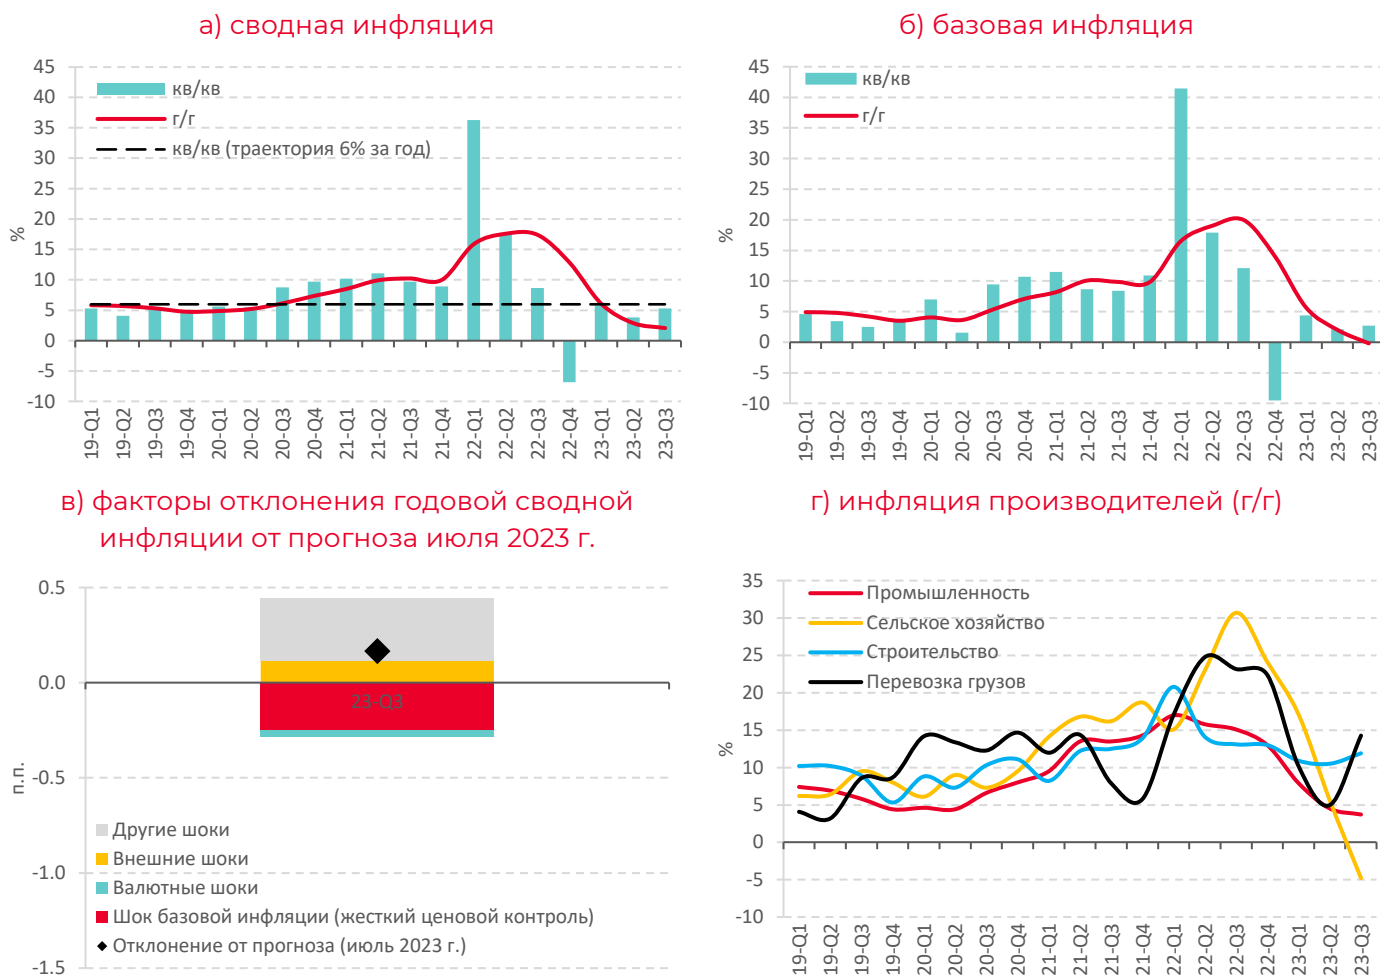 а) сводная инфляция
45
40
35
30
25
20
15
10
5
0
-5
-10
%
кв/кв
г/г
кв/кв (траектория 6% за год)
19-Q1
19-Q2
19-Q3
19-Q4
20-Q1
20-Q2
20-Q3
20-Q4
21-Q1
21-Q2
21-Q3
21-Q4
22-Q1
22-Q2
22-Q3
22-Q4
23-Q1
23-Q2
23-Q3
б) базовая инфляция
45
40
35
30
25
20
15
10
5
0
-5
-10
%
кв/кв
г/г
19-Q1
19-Q2
19-Q3
19-Q4
20-Q1
20-Q2
20-Q3
20-Q4
21-Q1
21-Q2
21-Q3
21-Q4
22-Q1
22-Q2
22-Q3
22-Q4
23-Q1
23-Q2
23-Q3
в) факторы отклонения годовой сводной
инфляции от прогноза июля 2023 г.
0.5
0.0
-0.5
-1.0
-1.5
п.п.
23-Q3
Другие шоки
Внешние шоки
Валютные шоки
Шок базовой инфляции (жесткий ценовой контроль)
Отклонение от прогноза (июль 2023 г.)
г) инфляция производителей (г/г)
35
30
25
20
15
10
5
0
-5
-10
%
Промышленность
Сельское хозяйство
Строительство
Перевозка грузов
19-Q1
19-Q2
19-Q3
19-Q4
20-Q1
20-Q2
20-Q3
20-Q4
21-Q1
21-Q2
21-Q3
21-Q4
22-Q1
22-Q2
22-Q3
22-Q4
23-Q1
23-Q2
23-Q3